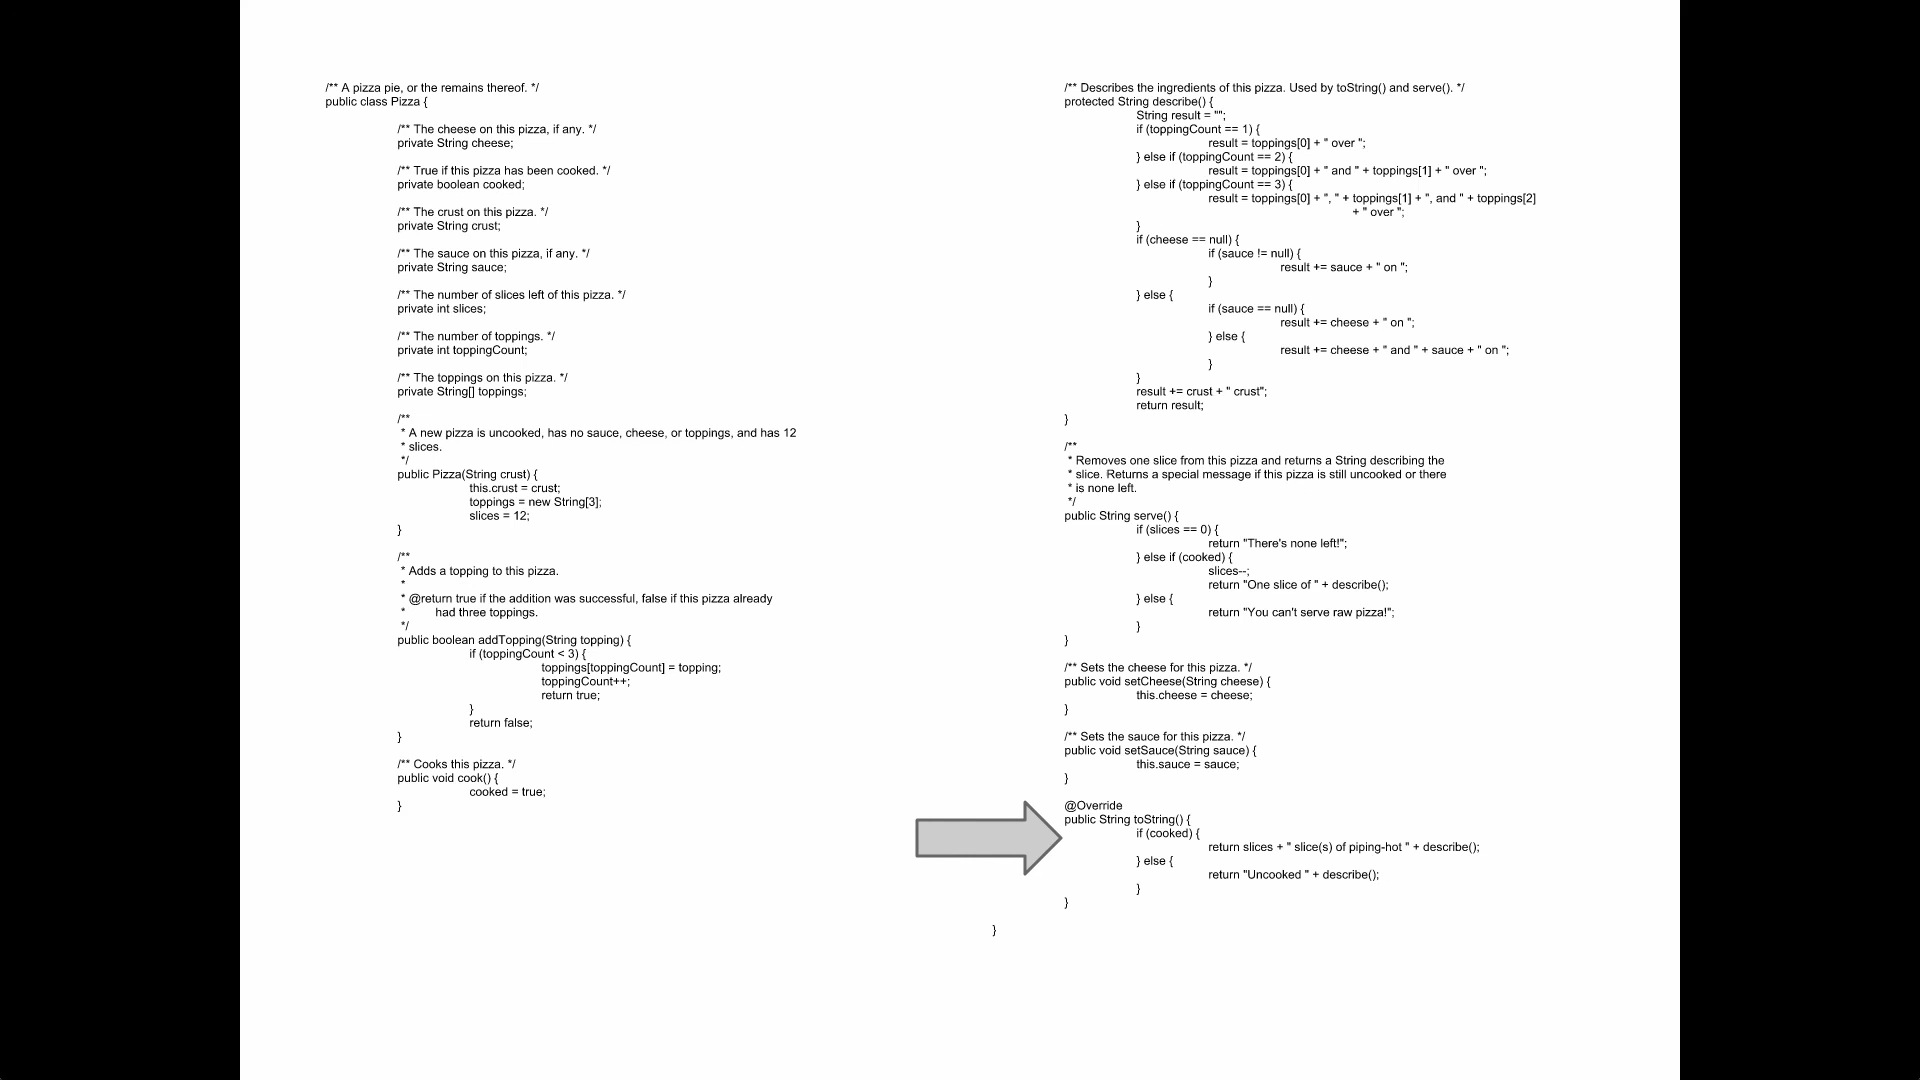 /** A pizza pie, or the remains thereof. */
public class Pizza {
/** The cheese on this pizza, if any. */
private String cheese;
/** True if this pizza has been cooked. */
private boolean cooked;
/** The crust on this pizza. */
private String crust;
/** The sauce on this pizza, if any. */
private String sauce;
/** The number of slices left of this pizza. */
private int slices;
/** The number of toppings. */
private int toppingCount;
/** The toppings on this pizza. */
private String[] toppings;
/**
* A new pizza is uncooked, has no sauce, cheese, or toppings, and has 12
* slices.
*/
public Pizza(String crust) {
this.crust = crust;
toppings = new String[3];
slices = 12;
}
/**
* Adds a topping to this pizza.
*
* @return true if the addition was successful, false if this pizza already
* had three toppings.
*/
public boolean addTopping(String topping) {
if (toppingCount < 3) {
toppings[toppingCount] = topping;
toppingCount++;
return true;
}
return false;
}
/** Cooks this pizza. */
public void cook() {
cooked = true;
}
/** Describes the ingredients of this pizza. Used by toString() and serve(). */
protected String describe() {
String result = "";
if (toppingCount == 1) {
result = toppings[0] + " over ";
} else if (toppingCount == 2) {
result = toppings[0] + " and " + toppings[1] + " over ";
} else if (toppingCount == 3) {
result = toppings[0] + ", " + toppings[1] + ", and " + toppings[2]
+ " over ";
}
if (cheese == null) {
if (sauce != null) {
result += sauce + " on ";
}
} else {
if (sauce == null) {
result += cheese + " on ";
} else {
result += cheese + " and " + sauce + " on ";
}
}
result += crust + " crust";
return result;
}
/**
* Removes one slice from this pizza and returns a String describing the
* slice. Returns a special message if this pizza is still uncooked or there
* is none left.
*/
public String serve() {
if (slices == 0) {
return "There's none left!";
} else if (cooked) {
slices--;
return "One slice of " + describe();
} else {
return "You can't serve raw pizza!";
}
}
/** Sets the cheese for this pizza. */
public void setCheese(String cheese) {
this.cheese = cheese;
}
/** Sets the sauce for this pizza. */
public void setSauce(String sauce) {
this.sauce = sauce;
}
@Override
public String toString() {
if (cooked) {
return slices + " slice(s) of piping-hot " + describe();
} else {
return "Uncooked " + describe();
}
}
}